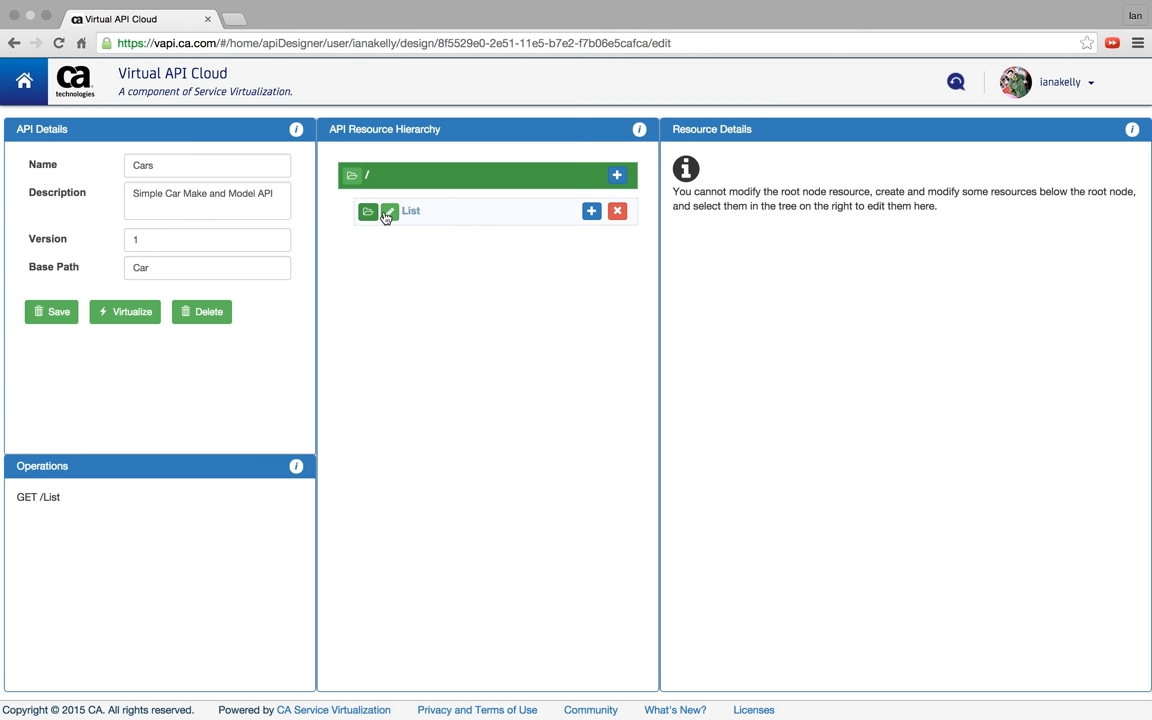 Virtual API Cloud
Ian
https://vapi.ca.com/#/home/apiDesigner/user/ianakelly/design/8f5529e0-2e51-11e5-b7e2-f7b06e5cafca/edit
ca
technologies
Virtual API Cloud
A component of Service Virtualization.
ianakelly
API Details
Name
Cars
Description
Simple Car Make and Model API
Version
1
Base Path
Car
Save
Virtualize
Delete
Operations
GET /List
API Resource Hierarchy
/
List
Resource Details
You cannot modify the root node resource, create and modify some resources below the root node,
and select them in the tree on the right to edit them here.
Copyright © 2015 CA. All rights reserved.
Powered by CA Service Virtualization
Privacy and Terms of Use
Community
What's New?
Licenses